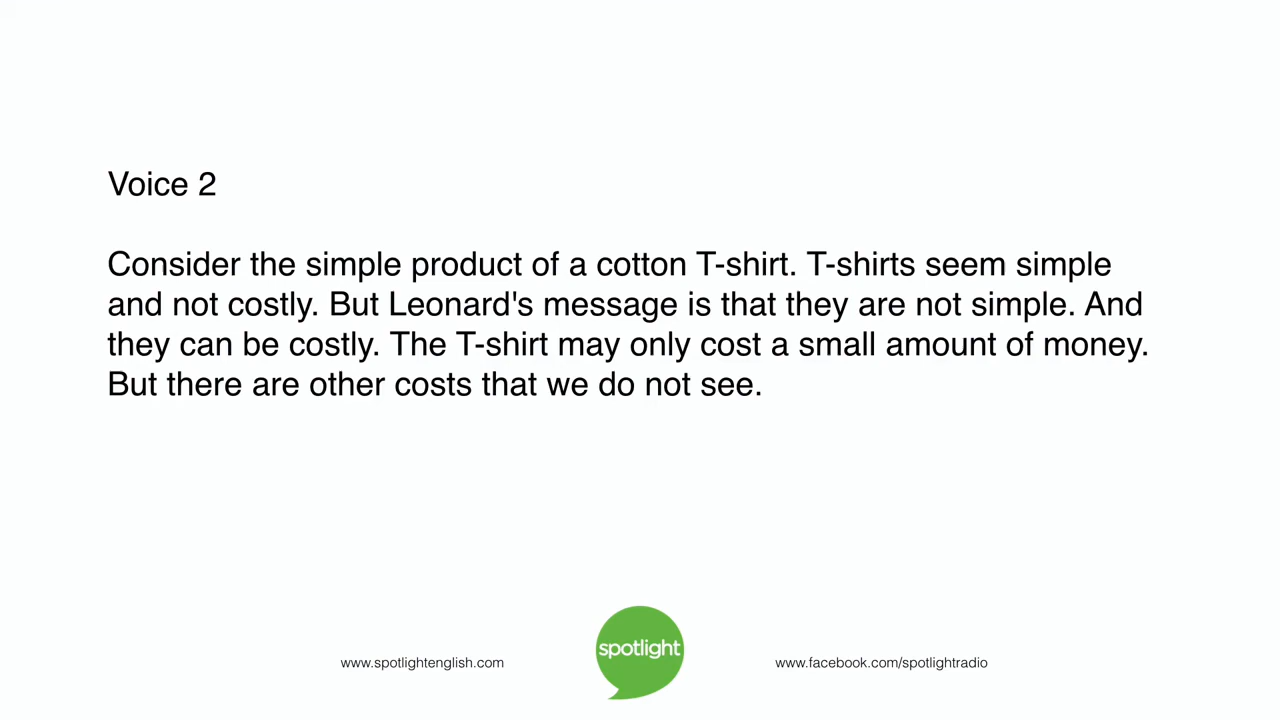 Voice 2
Consider the simple product of a cotton T-shirt. T-shirts seem simple
and not costly. But Leonard's message is that they are not simple. And
they can be costly. The T-shirt may only cost a small amount of money.
But there are other costs that we do not see.
spotlight
www.spotlightenglish.com
www.facebook.com/spotlightradio